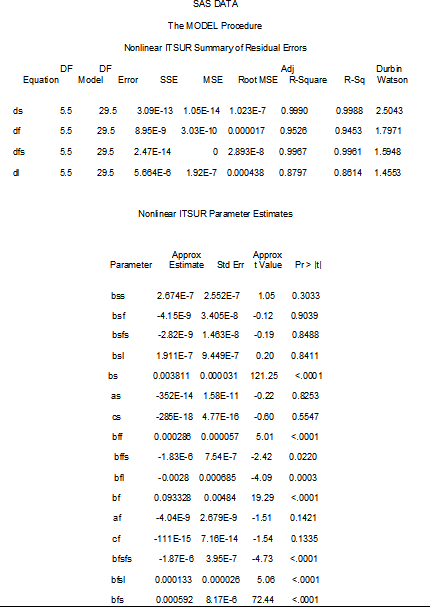 SAS DATA
The MODEL Procedure
Nonlinear ITSUR Summary of Residual Errors
DF DF Adj Durbin
Equation Model Error SSE MSE Root MSE R-Square R-Sq Watson
ds 5.5 29.5 3.09E-13 1.05E-14 1.023E-7 0.9990 0.9988 2.5043
df 5.5 29.5 8.95E-9 3.03E-10 0.000017 0.9526 0.9453 1.7971
dfs 5.5 29.5 2.47E-14 0 2.893E-8 0.9967 0.9961 1.5948
dl 5.5 29.5 5.664E-6 1.92E-7 0.000438 0.8797 0.8614 1.4553
Nonlinear ITSUR Parameter Estimates
Approx Approx
Parameter Estimate Std Err t Value Pr > |t|
bss 2.674E-7 2.552E-7 1.05 0.3033
bsf -4.15E-9 3.405E-8 -0.12 0.9039
bsfs -2.82E-9 1.463E-8 -0.19 0.8488
bsl 1.911E-7 9.449E-7 0.20 0.8411
bs 0.003811 0.000031 121.25 <.0001
as -352E-14 1.58E-11 -0.22 0.8253
cs -285E-18 4.77E-16 -0.60 0.5547
bff 0.000286 0.000057 5.01 <.0001
bffs -1.83E-6 7.54E-7 -2.42 0.0220
bfl -0.0028 0.000685 -4.09 0.0003
bf 0.093328 0.00484 19.29 <.0001
af -4.04E-9 2.679E-9 -1.51 0.1421
cf -111E-15 7.16E-14 -1.54 0.1335
bfsfs -1.87E-6 3.95E-7 -4.73 <.0001
bfsl 0.000133 0.000026 5.06 <.0001
bfs 0.000592 8.17E-6 72.44 <.0001